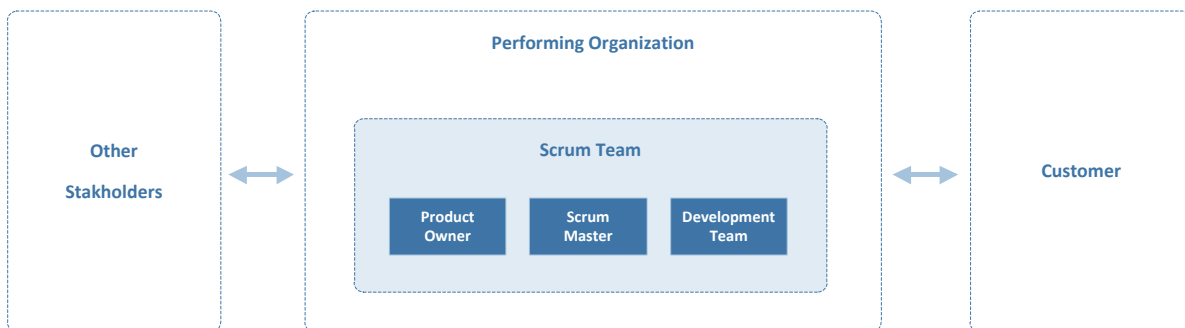 Performing Organization
Other
Stakholders
Scrum Team
Product
Owner
Scrum
Master
Development
Team
Customer